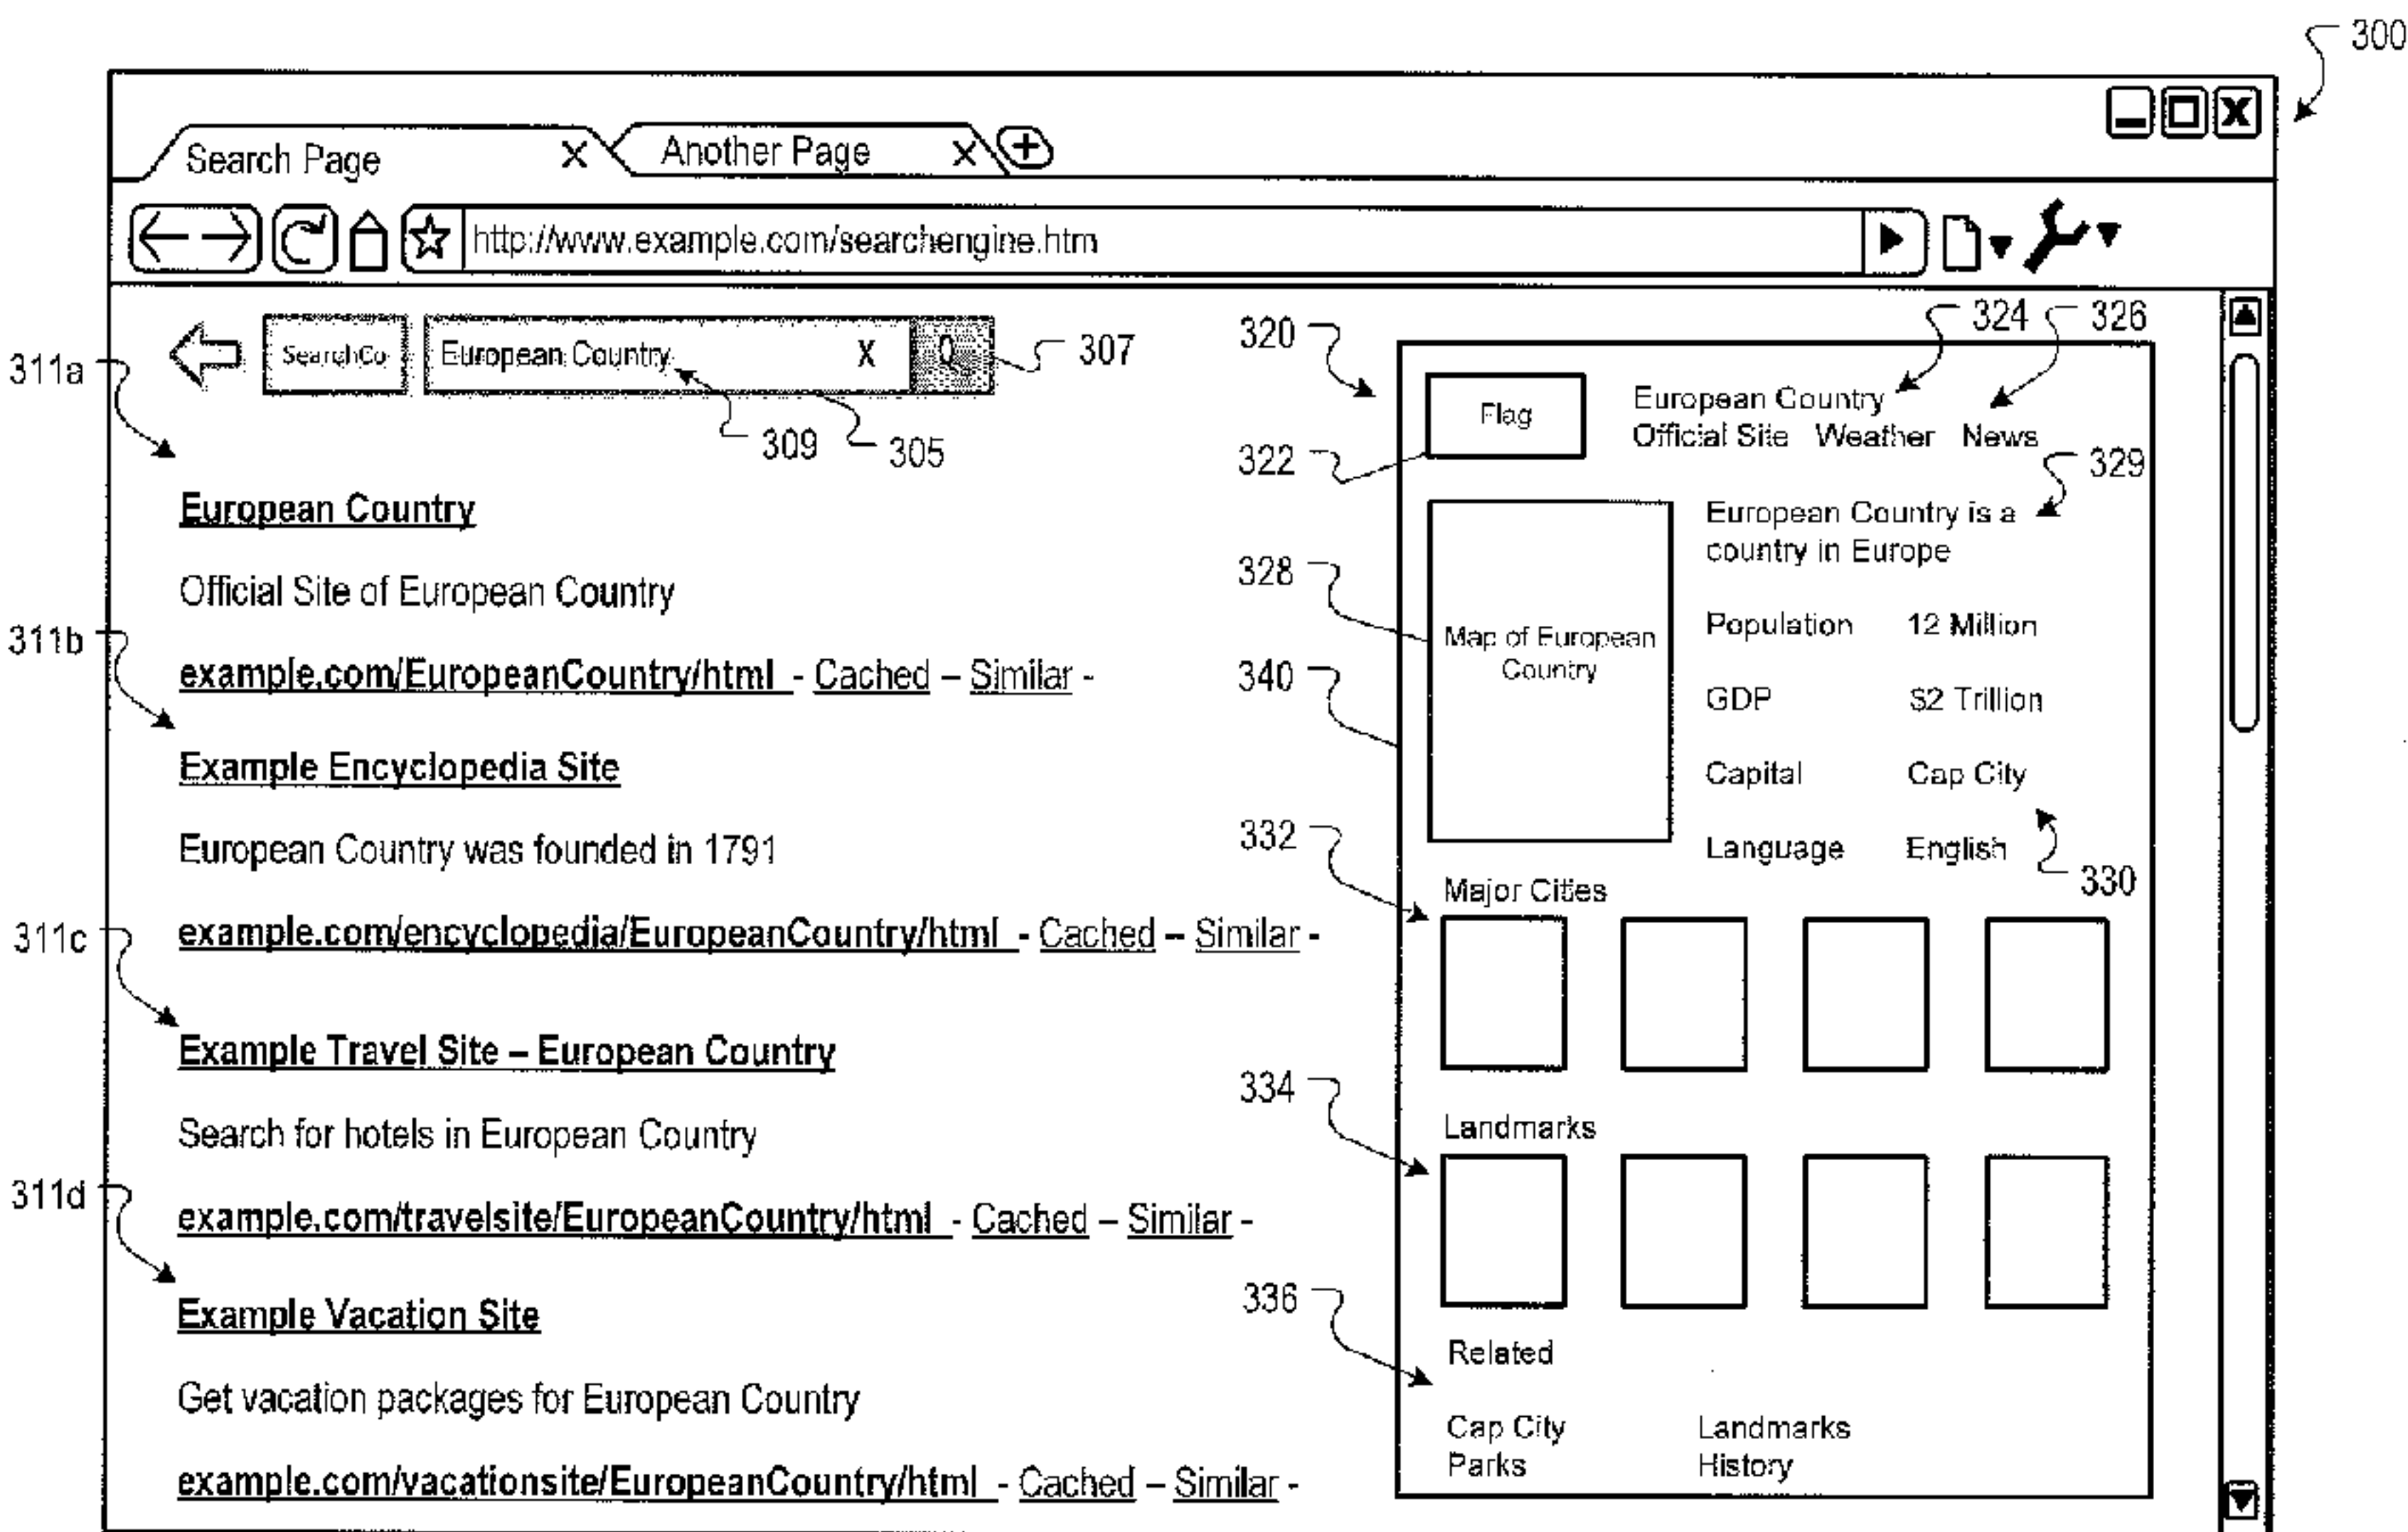 300
Search Page X Another Page X +
http://www.example.com/searchengine.htm
311a
SearchCo European Country X Q 307
309 305
European Country
Official Site of European Country
311b
example.com/EuropeanCountry/html - Cached – Similar -
Example Encyclopedia Site
European Country was founded in 1791
311c
example.com/encyclopedia/EuropeanCountry/html - Cached – Similar -
Example Travel Site – European Country
Search for hotels in European Country
311d
example.com/travelsite/EuropeanCountry/html - Cached – Similar -
Example Vacation Site
Get vacation packages for European Country
example.com/vacationsite/EuropeanCountry/html - Cached – Similar -
320 324 326
Flag European Country
Official Site Weather News
322 329
European Country is a
country in Europe
328
Map of European
Country
340
Population 12 Million
GDP $2 Trillion
Capital Cap City
Language English
330
332
Major Cities
334
Landmarks
336
Related
Cap City Landmarks
Parks History